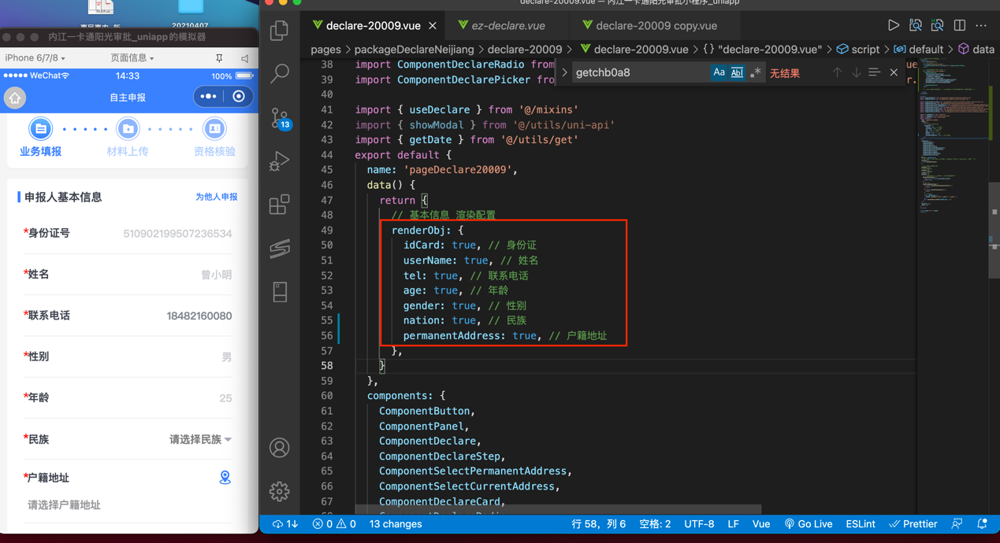 XLSX
20210407
内江一卡通阳光审批_uniapp的模拟器
iPhone 6/7/8
页面信息
WeChat
14:33
100%
自主申报
业务填报
材料上传
资格核验
申报人基本信息
为他人申报
*身份证号
510902199507236534
*姓名
曾小明
*联系电话
18482160080
*性别
男
*年龄
25
*民族
请选择民族
*户籍地址
请选择户籍地址
declare-20009.vue — 内江一卡通阳光审批小程序_uniapp
declare-20009.vue
ez-declare.vue
declare-20009 copy.vue
pages > packageDeclareNeijiang > declare-20009 > declare-20009.vue > {} "declare-20009.vue" > script > default > data
getchb0a8
Aa
Abl
.*
无结果
38 import ComponentDeclareRadio from
39 import ComponentDeclarePicker fro
40
41 import { useDeclare } from '@/mixins'
42 import { showModal } from '@/utils/uni-api'
43 import { getDate } from '@/utils/get'
44 export default {
45 name: 'pageDeclare20009',
46 data() {
47 return {
48 // 基本信息 渲染配置
49 renderObj: {
50 idCard: true, // 身份证
51 userName: true, // 姓名
52 tel: true, // 联系电话
53 age: true, // 年龄
54 gender: true, // 性别
55 nation: true, // 民族
56 permanentAddress: true, // 户籍地址
57 },
58 }
59 },
60 components: {
61 ComponentButton,
62 ComponentPanel,
63 ComponentDeclare,
64 ComponentDeclareStep,
65 ComponentSelectPermanentAddress,
66 ComponentSelectCurrentAddress,
67 ComponentDeclareCard,
13
1↓
0
0
13 changes
行 58，列 6
空格: 2
UTF-8
LF
Vue
Go Live
ESLint
Prettier